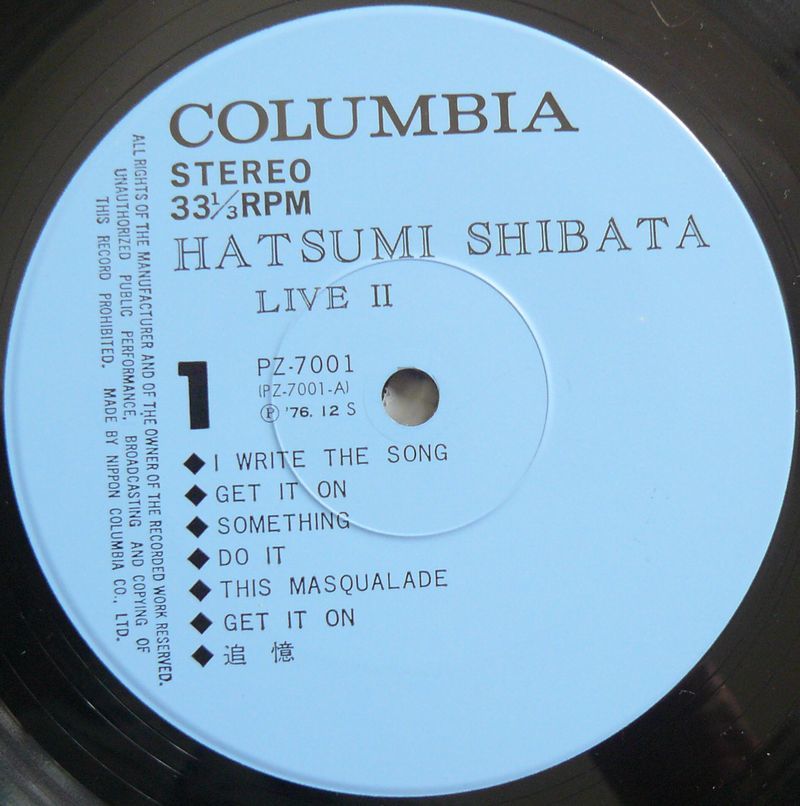 COLUMBIA
STEREO
33⅓RPM
HATSUMI SHIBATA
LIVE II
1
PZ-7001
(PZ-7001-A)
Ⓟ '76. 12 S
◆ I WRITE THE SONG
◆ GET IT ON
◆ SOMETHING
◆ DO IT
◆ THIS MASQUALADE
◆ GET IT ON
◆ 追 憶
ALL RIGHTS OF THE MANUFACTURER AND OF THE OWNER OF THE RECORDED WORK RESERVED.
UNAUTHORIZED PUBLIC PERFORMANCE, BROADCASTING AND COPYING OF
THIS RECORD PROHIBITED. MADE BY NIPPON COLUMBIA CO., LTD.